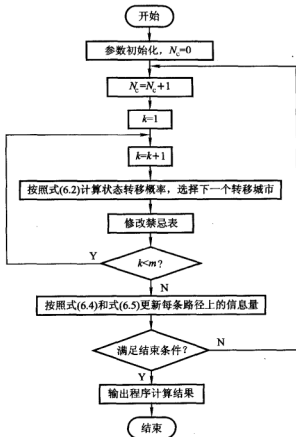 开始
参数初始化，Nc=0
Nc=Nc+1
k=1
k=k+1
按照式(6.2)计算状态转移概率，选择下一个转移城市
修改禁忌表
Y
k<m?
N
按照式(6.4)和式(6.5)更新每条路径上的信息量
满足结束条件?
N
Y
输出程序计算结果
结束